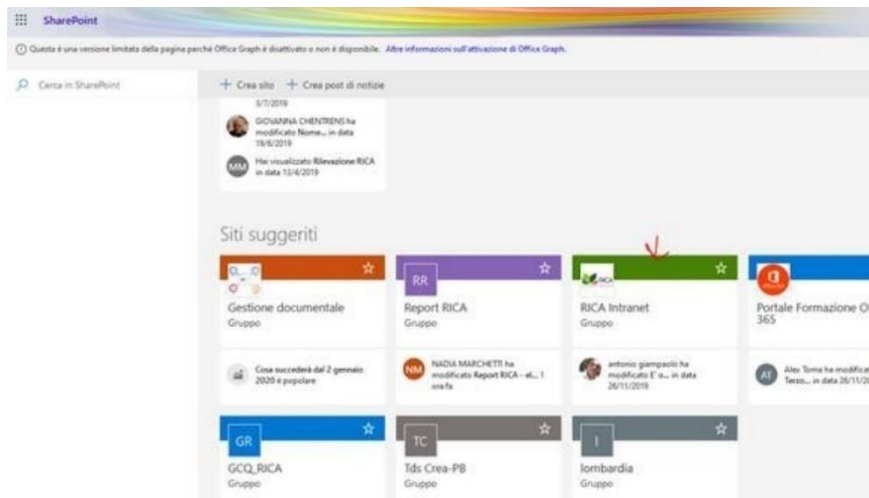 SharePoint
Questa è una versione limitata della pagina perché Office Graph è disattivato o non è disponibile. Altre informazioni sull'attivazione di Office Graph.
Cerca in SharePoint
+ Crea sito + Crea post di notizie
3/7/2019
GIOVANNA CHENTRENS ha
modificato Nome... in data
19/6/2019
MM
Hai visualizzato Rilevazione RICA
in data 13/4/2019
Siti suggeriti
Gestione documentale
Gruppo
Cosa succederà dal 2 gennaio
2020 è popolare
RR
Report RICA
Gruppo
NM
NADIA MARCHETTI ha
modificato Report RICA - el... 1
ora fa
RICA
RICA Intranet
Gruppo
antonio giampaolo ha
modificato E' o... in data
26/11/2019
Portale Formazione O
365
Gruppo
AT
Alex Toma ha modificat
Terzo... in data 26/11/20
GR
GCQ_RICA
Gruppo
TC
Tds Crea-PB
Gruppo
I
lombardia
Gruppo